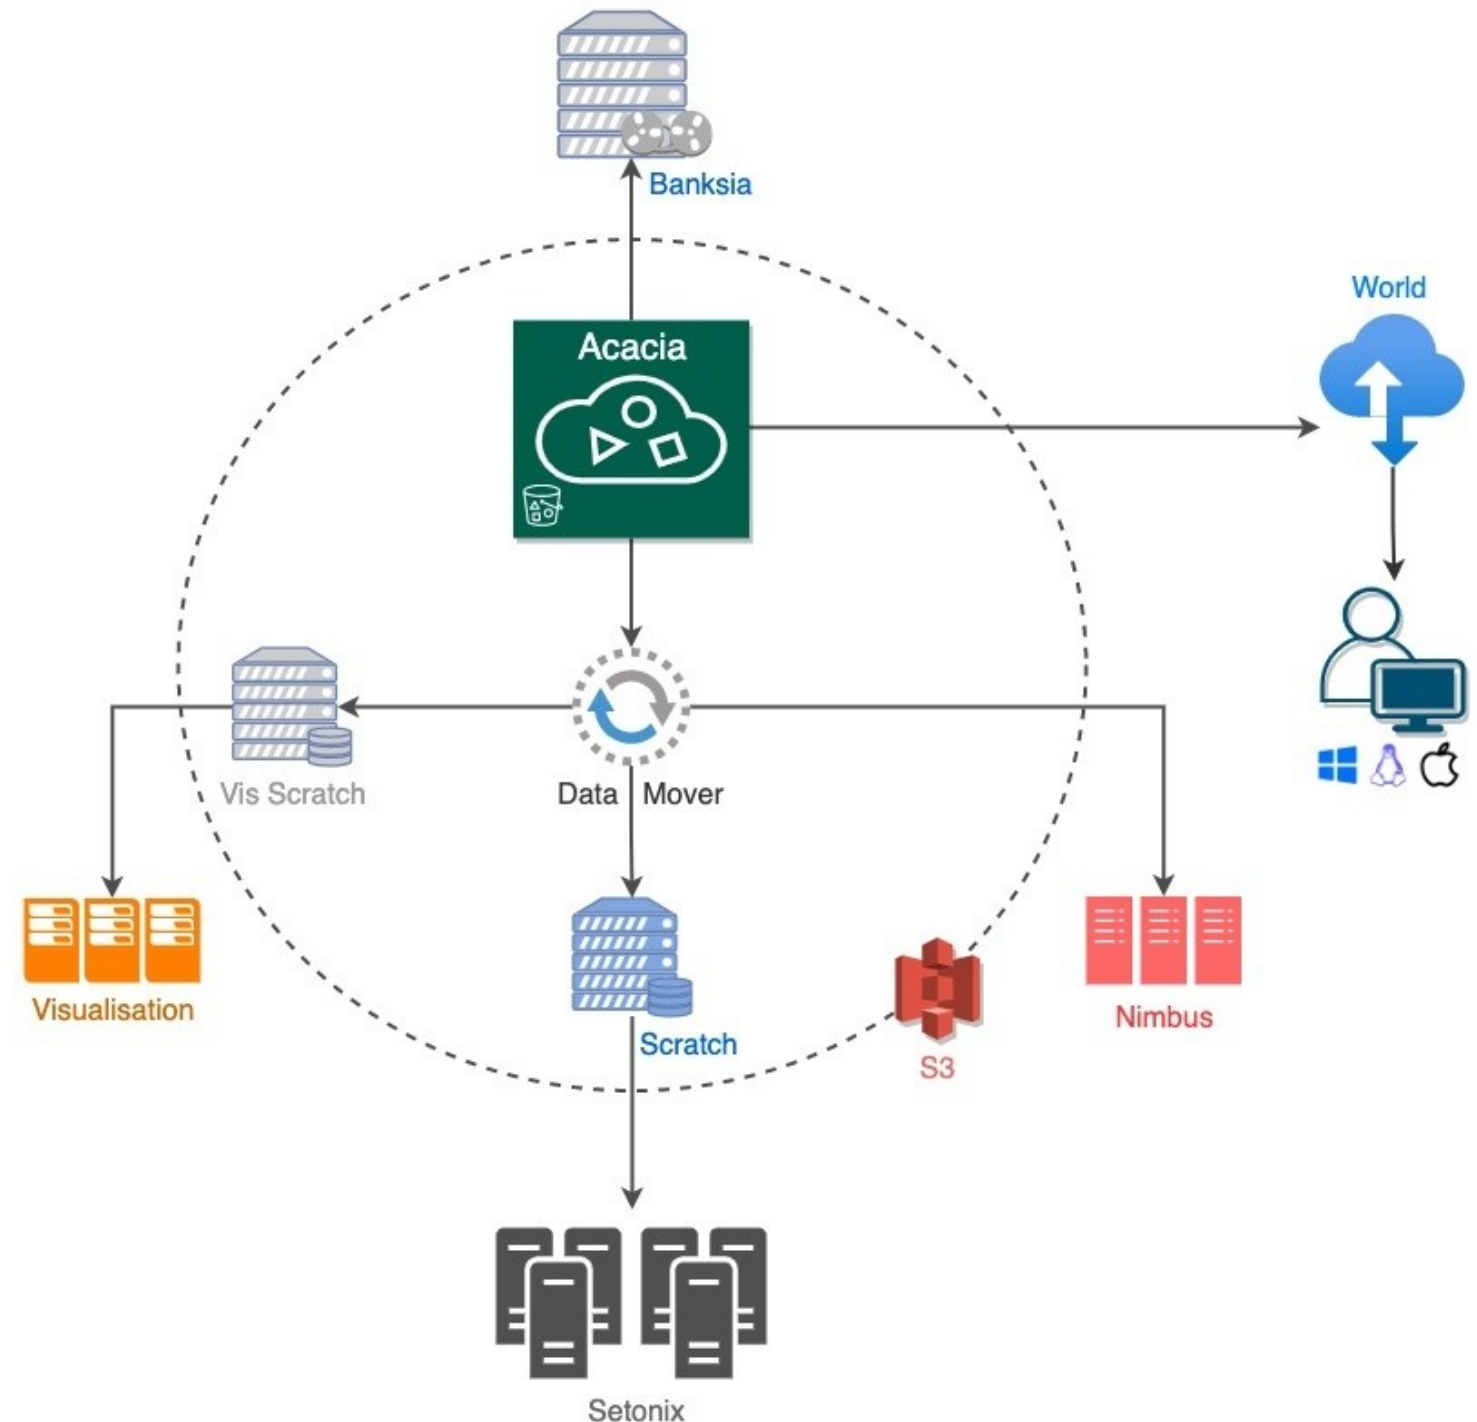 Banksia
World
Acacia
Vis Scratch
Data Mover
Visualisation
Scratch
S3
Nimbus
Setonix